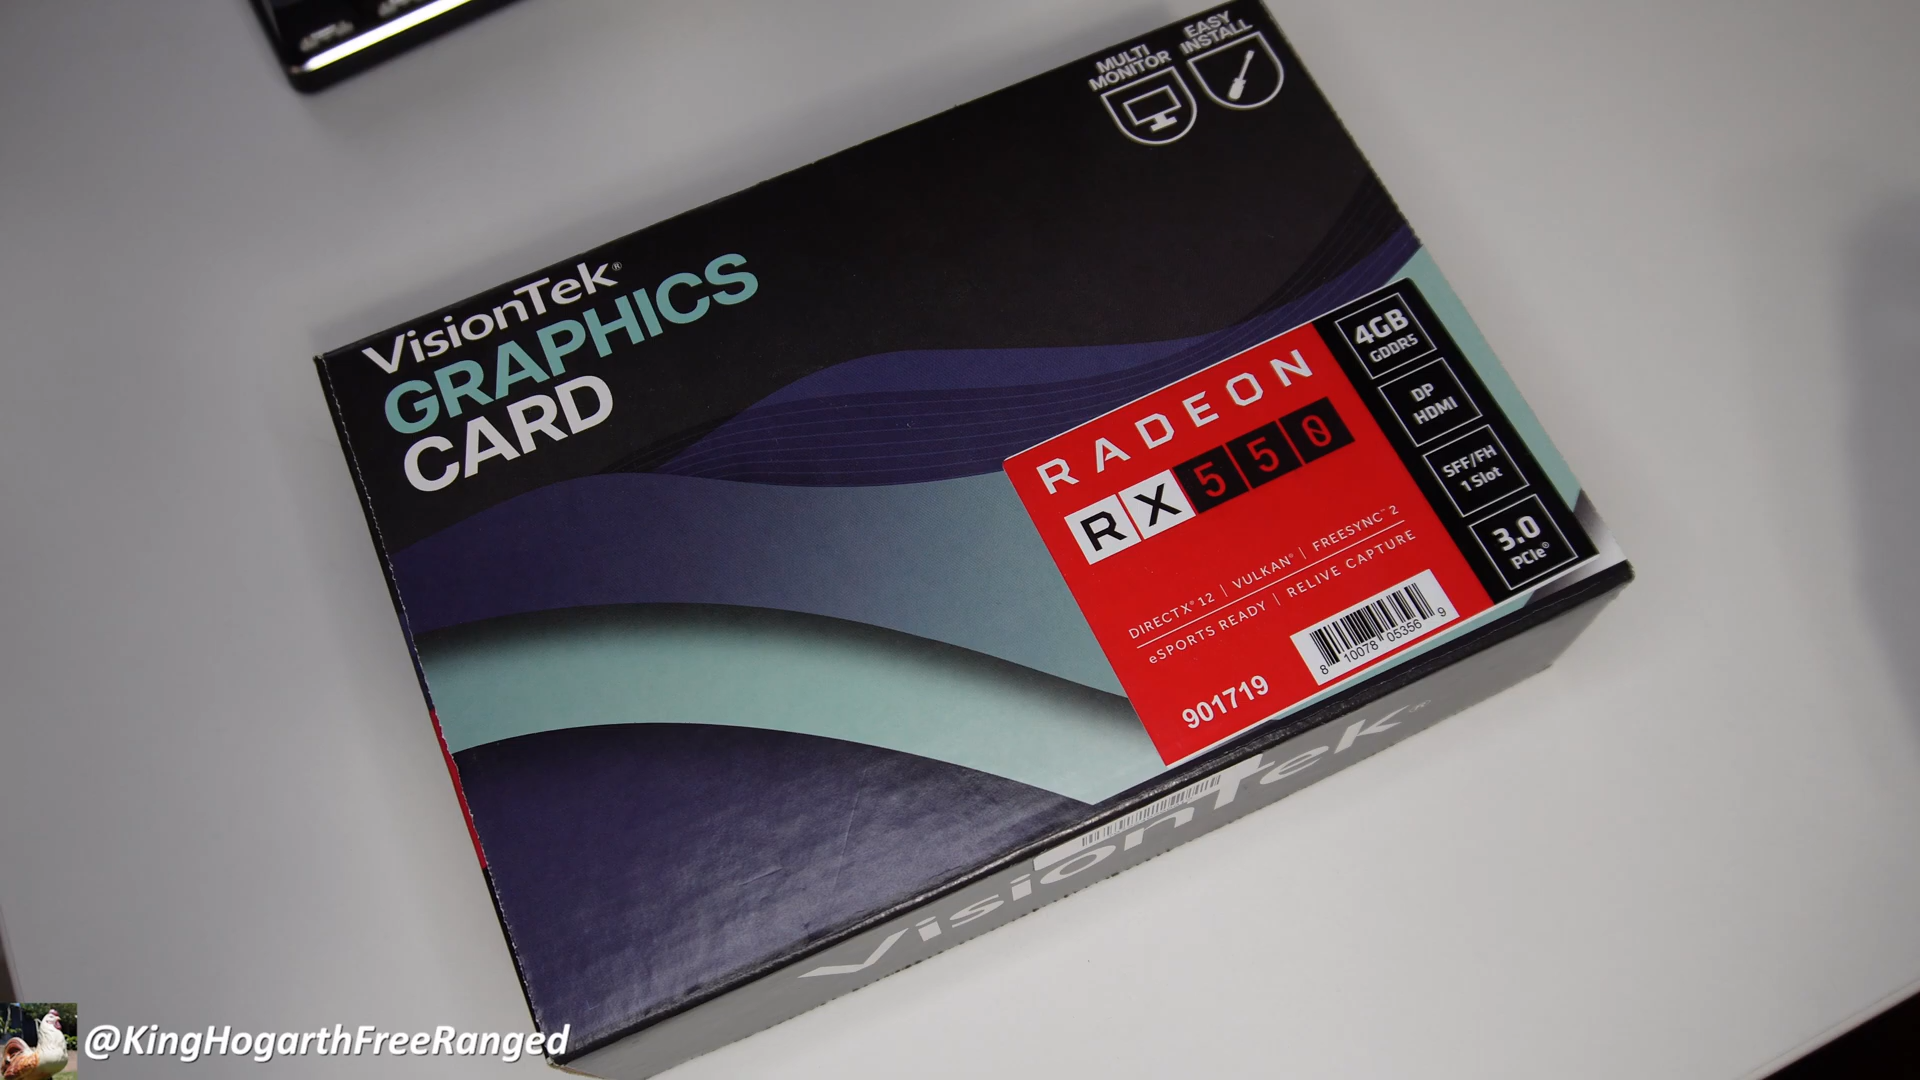 MULTI
MONITOR
EASY
INSTALL
VisionTek®
GRAPHICS
CARD
RADEON
RX 550
4GB
GDDR5
DP
HDMI
SFF/FH
1 Slot
3.0
PCIe®
DIRECTX® 12 | VULKAN® | FREESYNC™ 2
eSPORTS READY | RELIVE CAPTURE
8 10078 05356 9
901719
VisionTek®
@KingHogarthFreeRanged